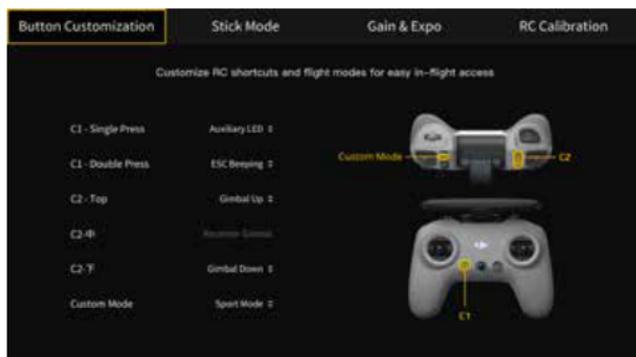 Button Customization
Stick Mode
Gain & Expo
RC Calibration
Customize RC shortcuts and flight modes for easy in-flight access
C1 - Single Press
Auxiliary LED
C1 - Double Press
ESC Beeping
C2 - Top
Gimbal Up
C2-中
Recenter Gimbal
C2-下
Gimbal Down
Custom Mode
Sport Mode
Custom Mode
C2
C1